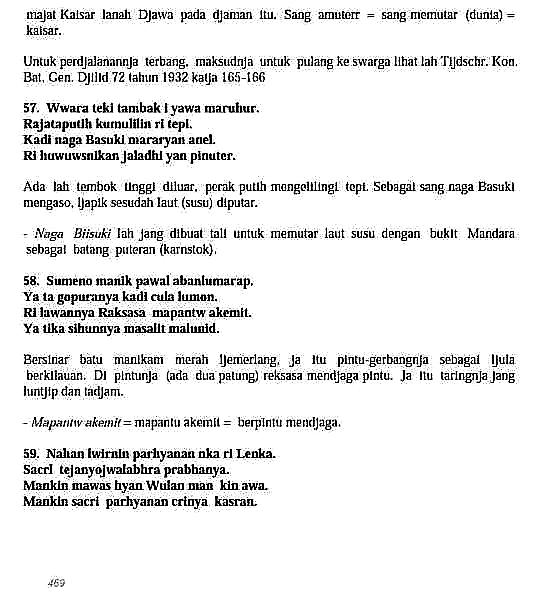 majat Kaisar lanah Djawa pada djaman itu. Sang amuterr = sang memutar (dunia) =
kaisar.
Untuk perdjalanannja terbang, maksudnja untuk pulang ke swarga lihat lah Tijdschr. Kon.
Bat. Gen. Djilid 72 tahun 1932 katja 165-166
57. Wwara teki tambak i yawa maruhur.
Rajataputih kumulilin ri tepi.
Kadi naga Basuki mararyan anel.
Ri huwuwsnikan jaladhi yan pinuter.
Ada lah tembok tinggi diluar, perak putih mengelilingi tepi. Sebagai sang naga Basuki
mengaso, ljapik sesudah laut (susu) diputar.
- Naga Biisuki lah jang dibuat tali untuk memutar laut susu dengan bukit Mandara
sebagai batang puteran (karnstok).
58. Sumeno manik pawal abanlumarap.
Ya ta gopuranya kadi cula lumon.
Ri lawannya Raksasa mapantw akemit.
Ya tika sihunnya masalit malunid.
Bersinar batu manikam merah ljemerlang, ja itu pintu-gerbangnja sebagai ljula
berkilauan. Di pintunja (ada dua patung) reksasa mendjaga pintu. Ja itu taringnja jang
luntjip dan tadjam.
- Mapantw akemit = mapantu akemit = berpintu mendjaga.
59. Nahan lwirnin parhyanan nka ri Lenka.
Sacri tejanyojwalabhra prabhanya.
Mankin mawas hyan Wulan man kin awa.
Mankin sacri parhyanan crinya kasran.
469